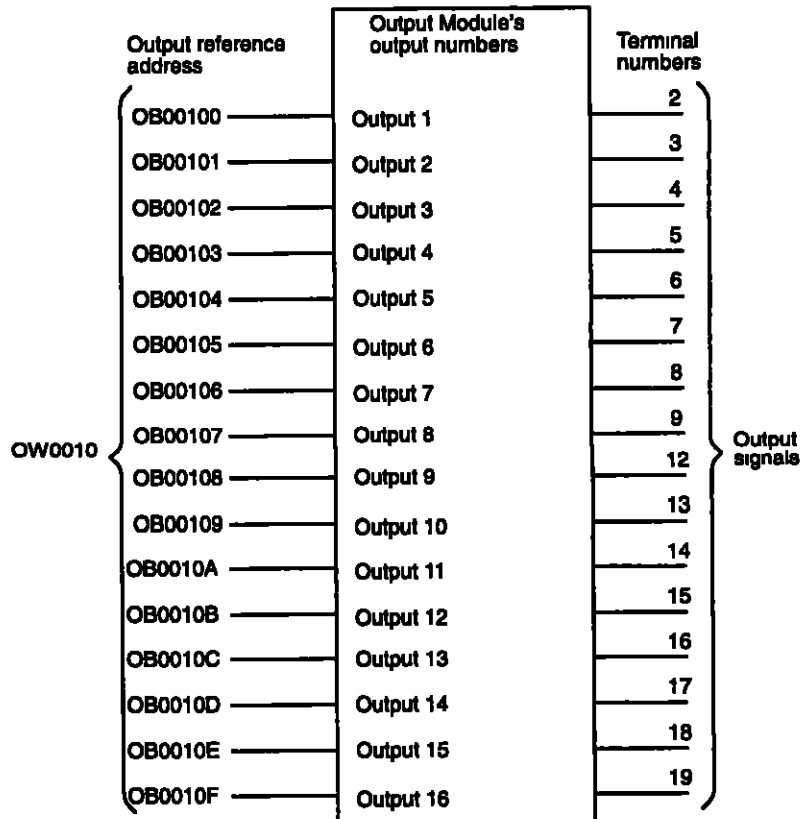 Output reference
address
Output Module's
output numbers
Terminal
numbers
OB00100 Output 1 2
OB00101 Output 2 3
OB00102 Output 3 4
OB00103 Output 4 5
OB00104 Output 5 6
OB00105 Output 6 7
OB00106 Output 7 8
OB00107 Output 8 9
OW0010
Output
signals
OB00108 Output 9 12
OB00109 Output 10 13
OB0010A Output 11 14
OB0010B Output 12 15
OB0010C Output 13 16
OB0010D Output 14 17
OB0010E Output 15 18
OB0010F Output 16 19